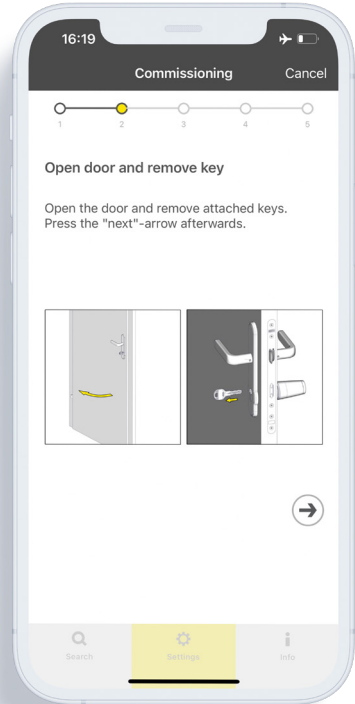 16:19
Commissioning Cancel
1 2 3 4 5
Open door and remove key
Open the door and remove attached keys.
Press the "next"-arrow afterwards.
Search Settings Info